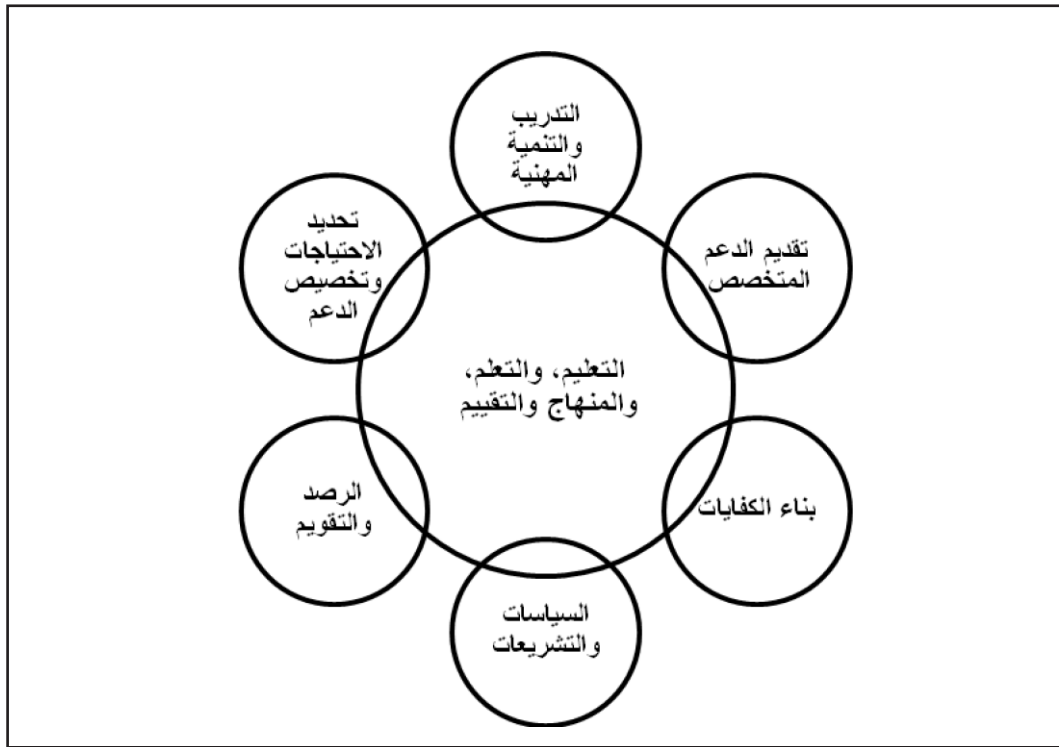 التدريب
والتنمية
المهنية
تقديم الدعم
المتخصص
بناء الكفايات
السياسات
والتشريعات
الرصد
والتقويم
تحديد
الاحتياجات
وتخصيص
الدعم
التعليم، والتعلم،
والمنهاج والتقييم